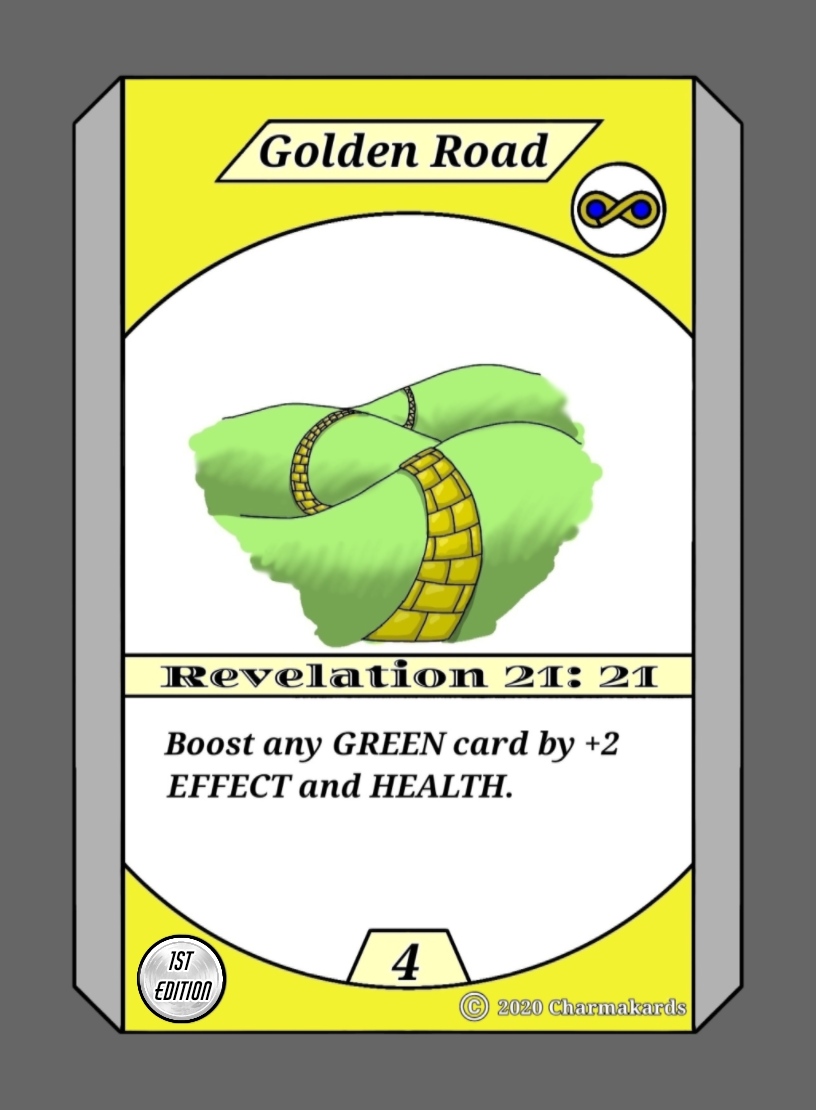 Golden Road
Revelation 21: 21
Boost any GREEN card by +2
EFFECT and HEALTH.
4
1ST
EDITION
© 2020 Charmakards